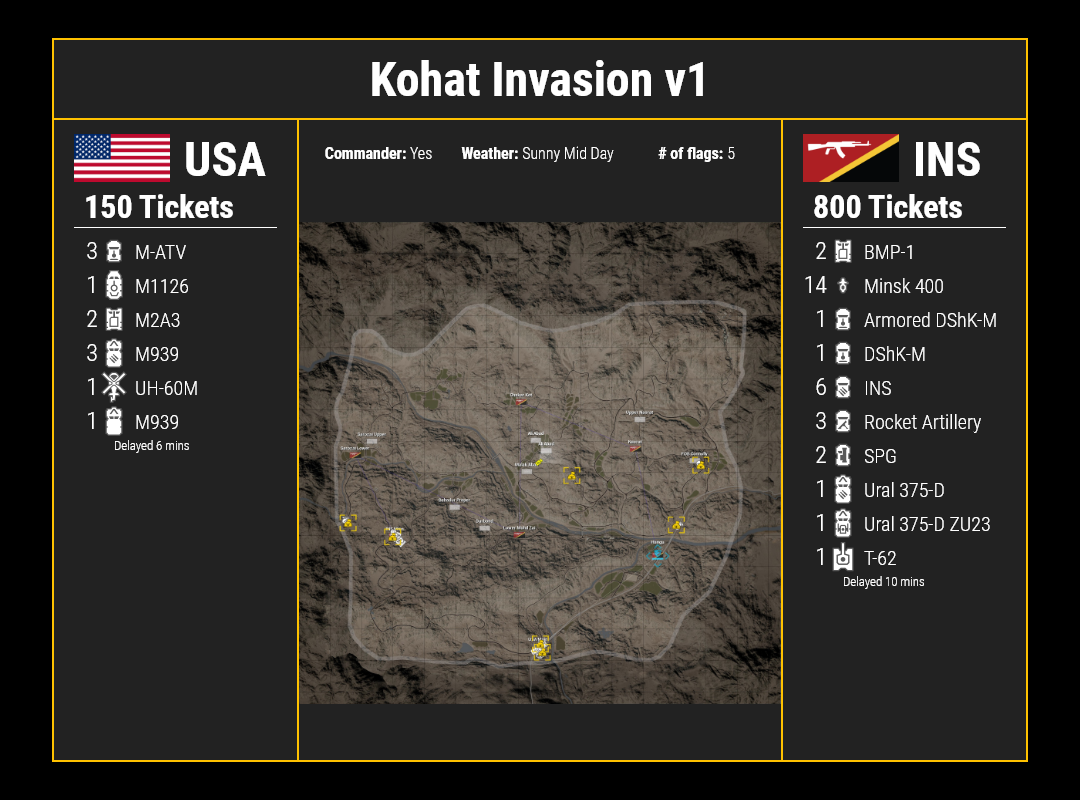 Kohat Invasion v1
USA
150 Tickets
3 M-ATV
1 M1126
2 M2A3
3 M939
1 UH-60M
1 M939
Delayed 6 mins
Commander: Yes Weather: Sunny Mid Day # of flags: 5
INS
800 Tickets
2 BMP-1
14 Minsk 400
1 Armored DShK-M
1 DShK-M
6 INS
3 Rocket Artillery
2 SPG
1 Ural 375-D
1 Ural 375-D ZU23
1 T-62
Delayed 10 mins